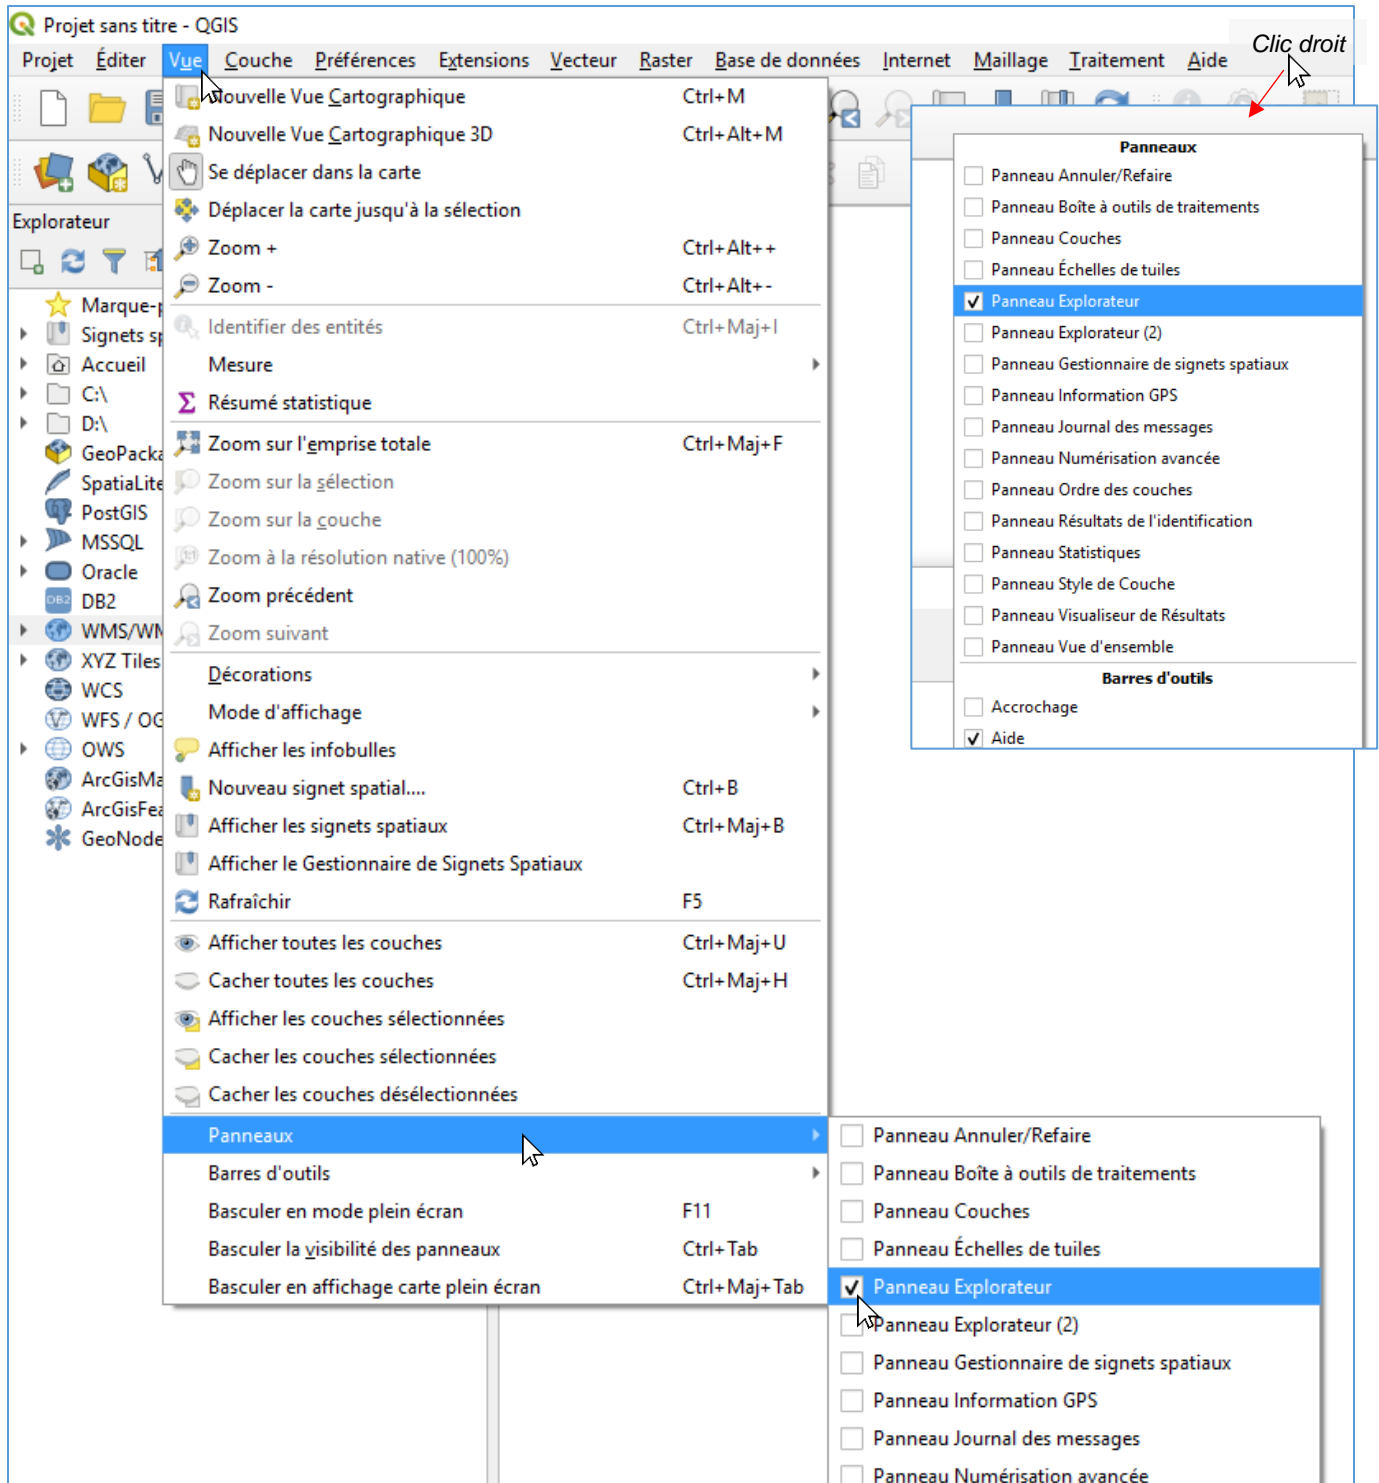 Projet sans titre - QGIS
Clic droit
Projet Éditer Vue Couche Préférences Extensions Vecteur Raster Base de données Internet Maillage Traitement Aide
Nouvelle Vue Cartographique Ctrl+M
Nouvelle Vue Cartographique 3D Ctrl+Alt+M
Se déplacer dans la carte
Déplacer la carte jusqu'à la sélection
Zoom + Ctrl+Alt++
Zoom - Ctrl+Alt+-
Identifier des entités Ctrl+Maj+I
Mesure
Résumé statistique
Zoom sur l'emprise totale Ctrl+Maj+F
Zoom sur la sélection
Zoom sur la couche
Zoom à la résolution native (100%)
Zoom précédent
Zoom suivant
Décorations
Mode d'affichage
Afficher les infobulles
Nouveau signet spatial.... Ctrl+B
Afficher les signets spatiaux Ctrl+Maj+B
Afficher le Gestionnaire de Signets Spatiaux
Rafraîchir F5
Afficher toutes les couches Ctrl+Maj+U
Cacher toutes les couches Ctrl+Maj+H
Afficher les couches sélectionnées
Cacher les couches sélectionnées
Cacher les couches désélectionnées
Panneaux
Barres d'outils
Basculer en mode plein écran F11
Basculer la visibilité des panneaux Ctrl+Tab
Basculer en affichage carte plein écran Ctrl+Maj+Tab
Explorateur
Marque-p
Signets sp
Accueil
C:\
D:\
GeoPacka
SpatiaLite
PostGIS
MSSQL
Oracle
DB2 DB2
WMS/WM
XYZ Tiles
WCS
WFS / OG
OWS
ArcGisMa
ArcGisFea
GeoNode
Panneaux
Panneau Annuler/Refaire
Panneau Boîte à outils de traitements
Panneau Couches
Panneau Échelles de tuiles
Panneau Explorateur
Panneau Explorateur (2)
Panneau Gestionnaire de signets spatiaux
Panneau Information GPS
Panneau Journal des messages
Panneau Numérisation avancée
Panneau Ordre des couches
Panneau Résultats de l'identification
Panneau Statistiques
Panneau Style de Couche
Panneau Visualiseur de Résultats
Panneau Vue d'ensemble
Barres d'outils
Accrochage
Aide
Panneau Annuler/Refaire
Panneau Boîte à outils de traitements
Panneau Couches
Panneau Échelles de tuiles
Panneau Explorateur
Panneau Explorateur (2)
Panneau Gestionnaire de signets spatiaux
Panneau Information GPS
Panneau Journal des messages
Panneau Numérisation avancée